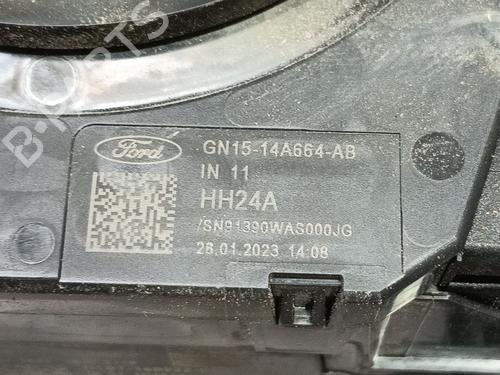 B-PARTS
Ford
GN15-14A664-AB
IN 11
HH24A
/SN91390WAS000JG
28.01.2023 14:08